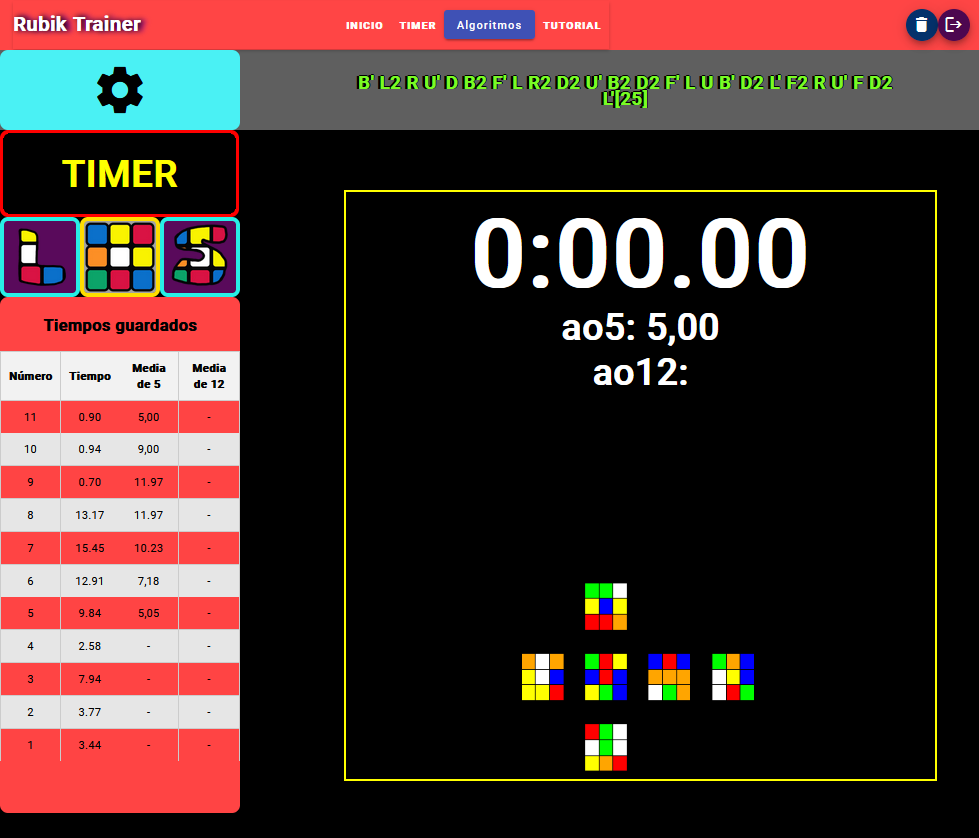 Rubik Trainer
INICIO TIMER Algoritmos TUTORIAL
B' L2 R U' D B2 F' L R2 D2 U' B2 D2 F' L U B' D2 L' F2 R U' F D2
L'[25]
TIMER
Tiempos guardados
Número Tiempo Media de 5 Media de 12
11 0.90 5,00 -
10 0.94 9,00 -
9 0.70 11.97 -
8 13.17 11.97 -
7 15.45 10.23 -
6 12.91 7,18 -
5 9.84 5,05 -
4 2.58 - -
3 7.94 - -
2 3.77 - -
1 3.44 - -
0:00.00
ao5: 5,00
ao12: